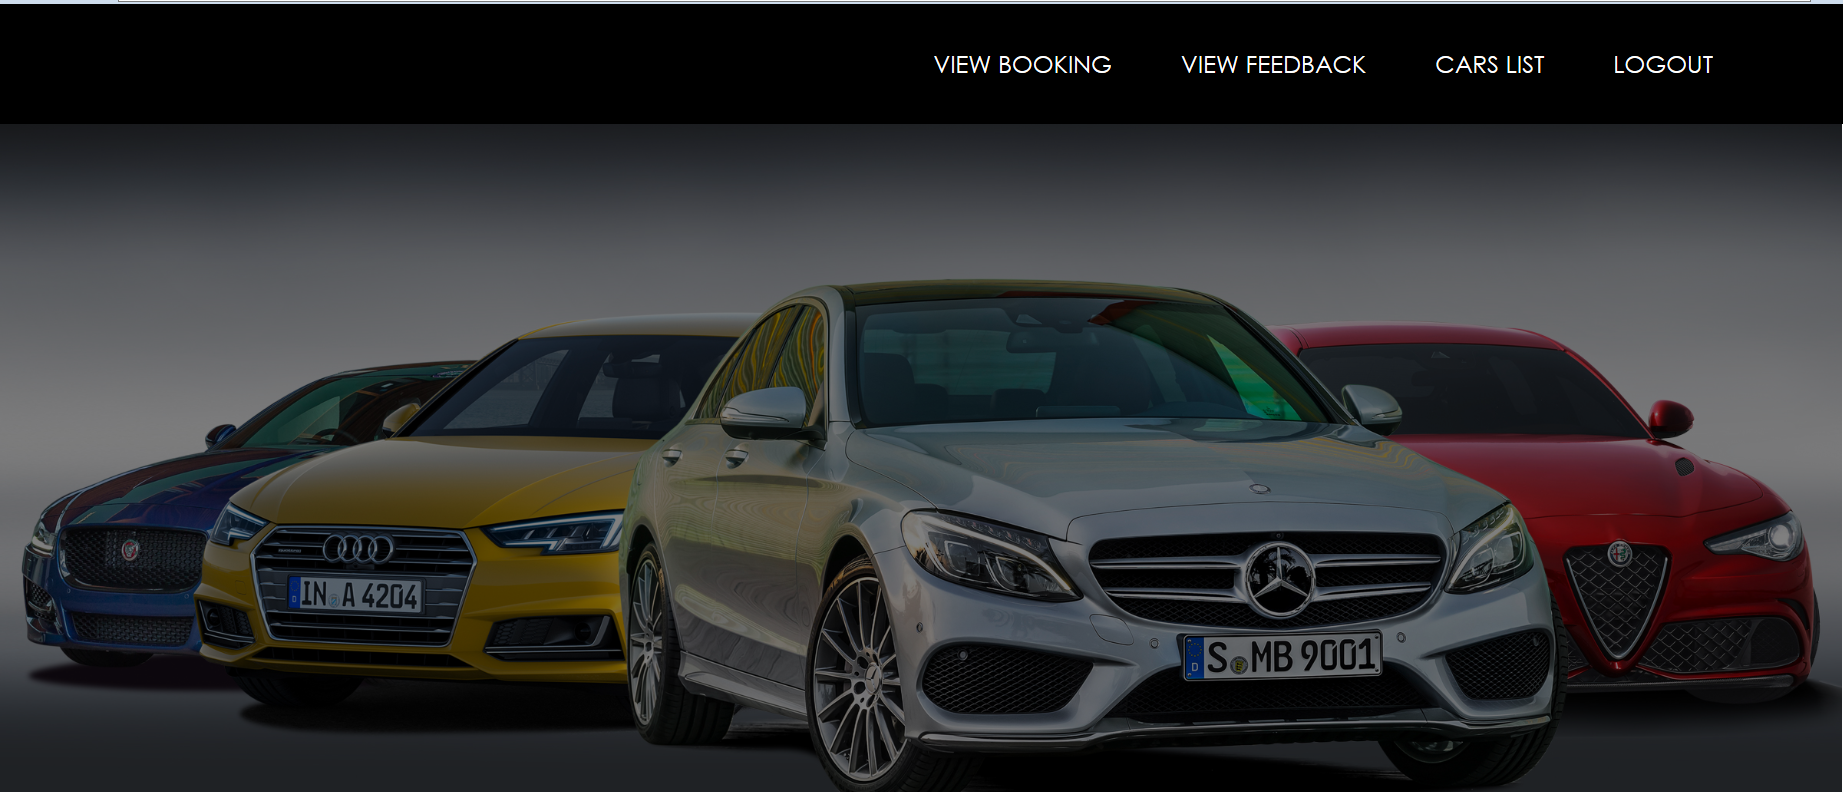 VIEW BOOKING VIEW FEEDBACK CARS LIST LOGOUT
IN A 4204
S MB 9001